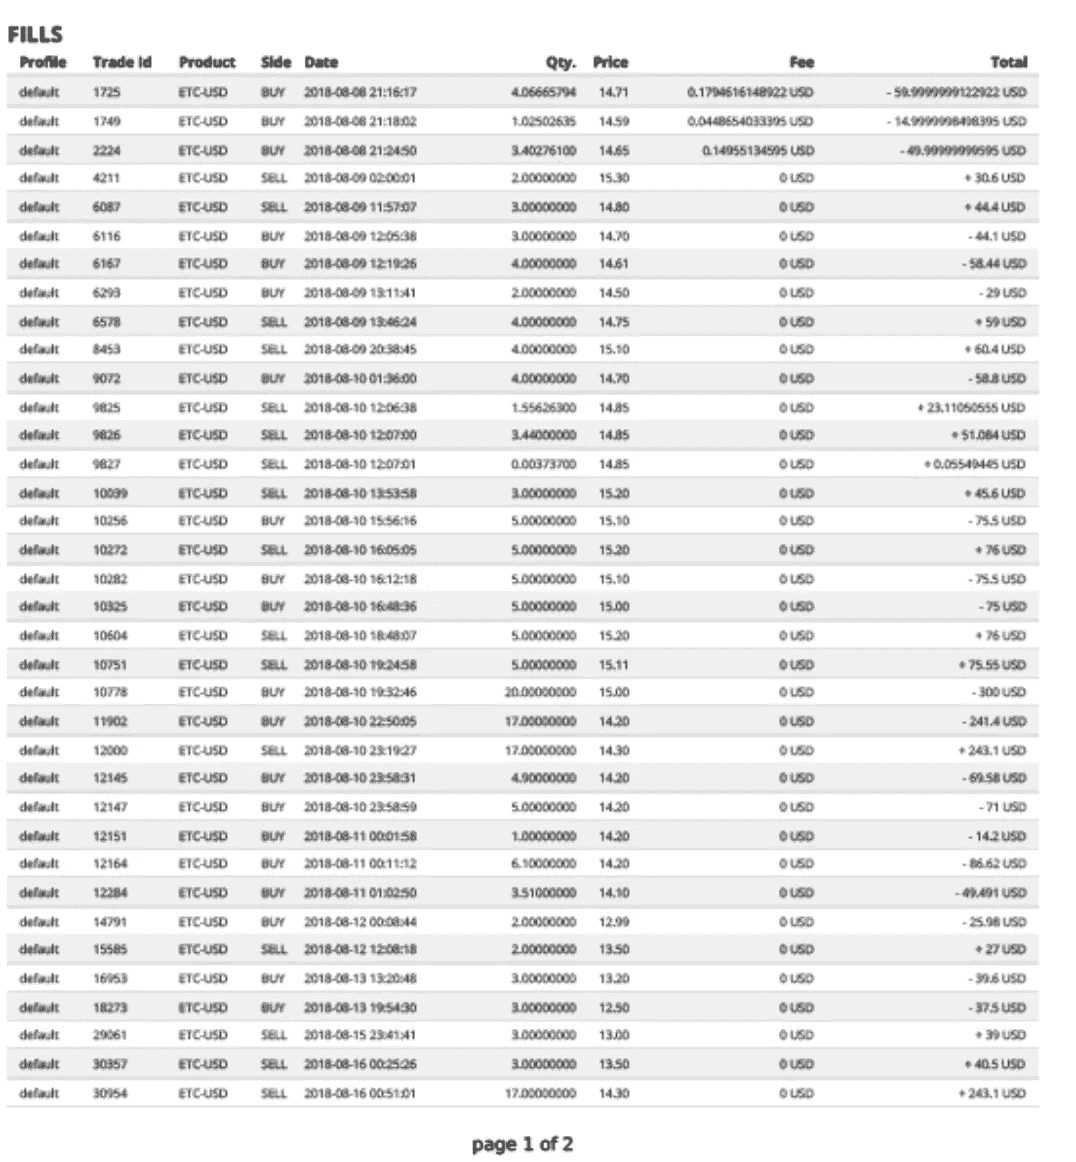 FILLS
Profile Trade Id Product Side Date Qty. Price Fee Total
default 1725 ETC-USD BUY 2018-08-08 21:16:17 4.06665794 14.71 0.1794616148922 USD - 59.9999999122922 USD
default 1749 ETC-USD BUY 2018-08-08 21:18:02 1.02502635 14.59 0.0448654033395 USD - 14.9999998498395 USD
default 2224 ETC-USD BUY 2018-08-08 21:24:50 3.40276100 14.65 0.14955134595 USD - 49.99999999595 USD
default 4211 ETC-USD SELL 2018-08-09 02:00:01 2.00000000 15.30 0 USD + 30.6 USD
default 6087 ETC-USD SELL 2018-08-09 11:57:07 3.00000000 14.80 0 USD + 44.4 USD
default 6116 ETC-USD BUY 2018-08-09 12:05:38 3.00000000 14.70 0 USD - 44.1 USD
default 6167 ETC-USD BUY 2018-08-09 12:19:26 4.00000000 14.61 0 USD - 58.44 USD
default 6293 ETC-USD BUY 2018-08-09 13:11:41 2.00000000 14.50 0 USD - 29 USD
default 6578 ETC-USD SELL 2018-08-09 13:46:24 4.00000000 14.75 0 USD + 59 USD
default 8453 ETC-USD SELL 2018-08-09 20:38:45 4.00000000 15.10 0 USD + 60.4 USD
default 9072 ETC-USD BUY 2018-08-10 01:36:00 4.00000000 14.70 0 USD - 58.8 USD
default 9825 ETC-USD SELL 2018-08-10 12:06:38 1.55626300 14.85 0 USD + 23.11050555 USD
default 9826 ETC-USD SELL 2018-08-10 12:07:00 3.44000000 14.85 0 USD + 51.084 USD
default 9827 ETC-USD SELL 2018-08-10 12:07:01 0.00373700 14.85 0 USD + 0.05549445 USD
default 10039 ETC-USD SELL 2018-08-10 13:53:58 3.00000000 15.20 0 USD + 45.6 USD
default 10256 ETC-USD BUY 2018-08-10 15:56:16 5.00000000 15.10 0 USD - 75.5 USD
default 10272 ETC-USD SELL 2018-08-10 16:05:05 5.00000000 15.20 0 USD + 76 USD
default 10282 ETC-USD BUY 2018-08-10 16:12:18 5.00000000 15.10 0 USD - 75.5 USD
default 10325 ETC-USD BUY 2018-08-10 16:48:36 5.00000000 15.00 0 USD - 75 USD
default 10604 ETC-USD SELL 2018-08-10 18:48:07 5.00000000 15.20 0 USD + 76 USD
default 10751 ETC-USD SELL 2018-08-10 19:24:58 5.00000000 15.11 0 USD + 75.55 USD
default 10778 ETC-USD BUY 2018-08-10 19:32:46 20.00000000 15.00 0 USD - 300 USD
default 11902 ETC-USD BUY 2018-08-10 22:50:05 17.00000000 14.20 0 USD - 241.4 USD
default 12000 ETC-USD SELL 2018-08-10 23:19:27 17.00000000 14.30 0 USD + 243.1 USD
default 12145 ETC-USD BUY 2018-08-10 23:58:31 4.90000000 14.20 0 USD - 69.58 USD
default 12147 ETC-USD BUY 2018-08-10 23:58:59 5.00000000 14.20 0 USD - 71 USD
default 12151 ETC-USD BUY 2018-08-11 00:01:58 1.00000000 14.20 0 USD - 14.2 USD
default 12164 ETC-USD BUY 2018-08-11 00:11:12 6.10000000 14.20 0 USD - 86.62 USD
default 12284 ETC-USD BUY 2018-08-11 01:02:50 3.51000000 14.10 0 USD - 49.491 USD
default 14791 ETC-USD BUY 2018-08-12 00:08:44 2.00000000 12.99 0 USD - 25.98 USD
default 15585 ETC-USD SELL 2018-08-12 12:08:18 2.00000000 13.50 0 USD + 27 USD
default 16953 ETC-USD BUY 2018-08-13 13:20:48 3.00000000 13.20 0 USD - 39.6 USD
default 18273 ETC-USD BUY 2018-08-13 19:54:30 3.00000000 12.50 0 USD - 37.5 USD
default 29061 ETC-USD SELL 2018-08-15 23:41:41 3.00000000 13.00 0 USD + 39 USD
default 30357 ETC-USD SELL 2018-08-16 00:25:26 3.00000000 13.50 0 USD + 40.5 USD
default 30954 ETC-USD SELL 2018-08-16 00:51:01 17.00000000 14.30 0 USD + 243.1 USD
page 1 of 2